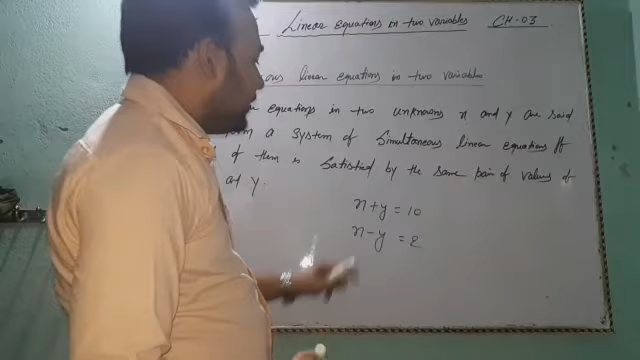 Linear equations in two variables CH-03
ous linear equations in two variables
equations in two unknowns x and y are said
a system of Simultaneous linear equations If
of them is Satisfied by the same pair of values of
y.
x+y = 10
x-y = 2